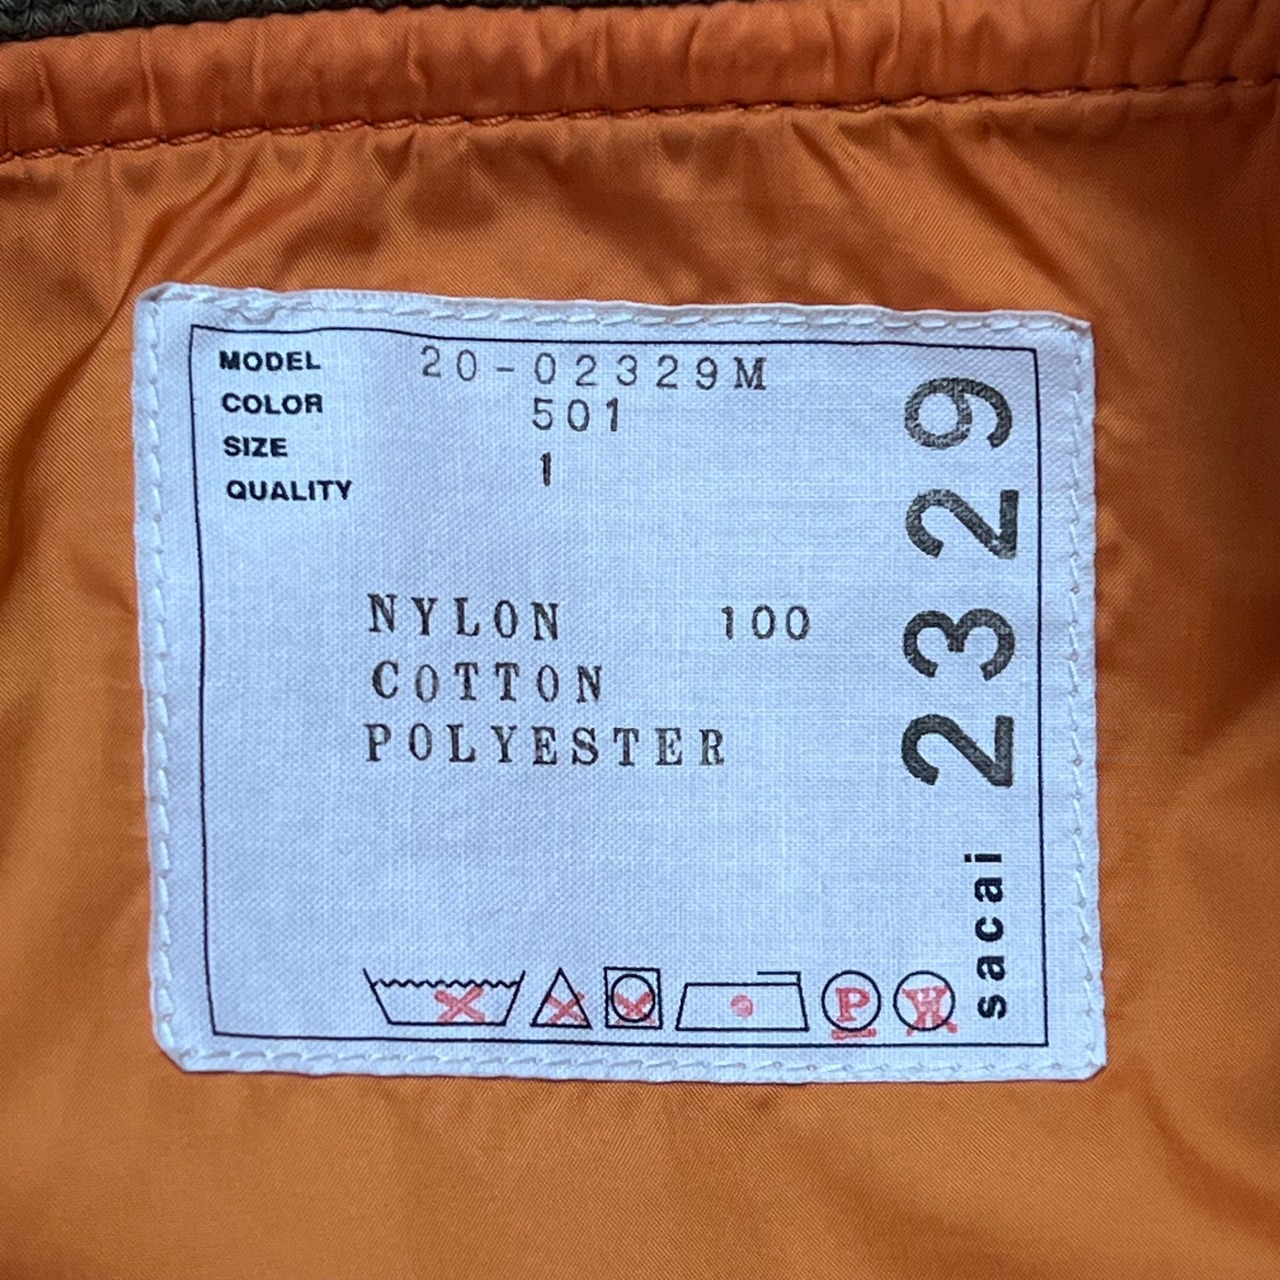 MODEL 20-02329M
COLOR 501
SIZE 1
QUALITY
NYLON 100
COTTON
POLYESTER
P
W
sacai 2329